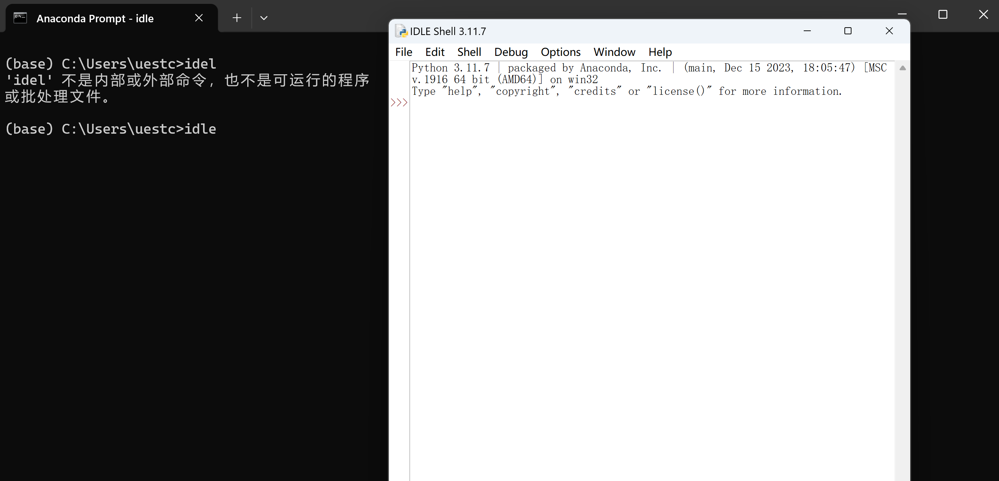 Anaconda Prompt - idle
(base) C:\Users\uestc>idel
'idel' 不是内部或外部命令，也不是可运行的程序
或批处理文件。
(base) C:\Users\uestc>idle
IDLE Shell 3.11.7
File Edit Shell Debug Options Window Help
Python 3.11.7 | packaged by Anaconda, Inc. | (main, Dec 15 2023, 18:05:47) [MSC
v.1916 64 bit (AMD64)] on win32
Type "help", "copyright", "credits" or "license()" for more information.
>>>